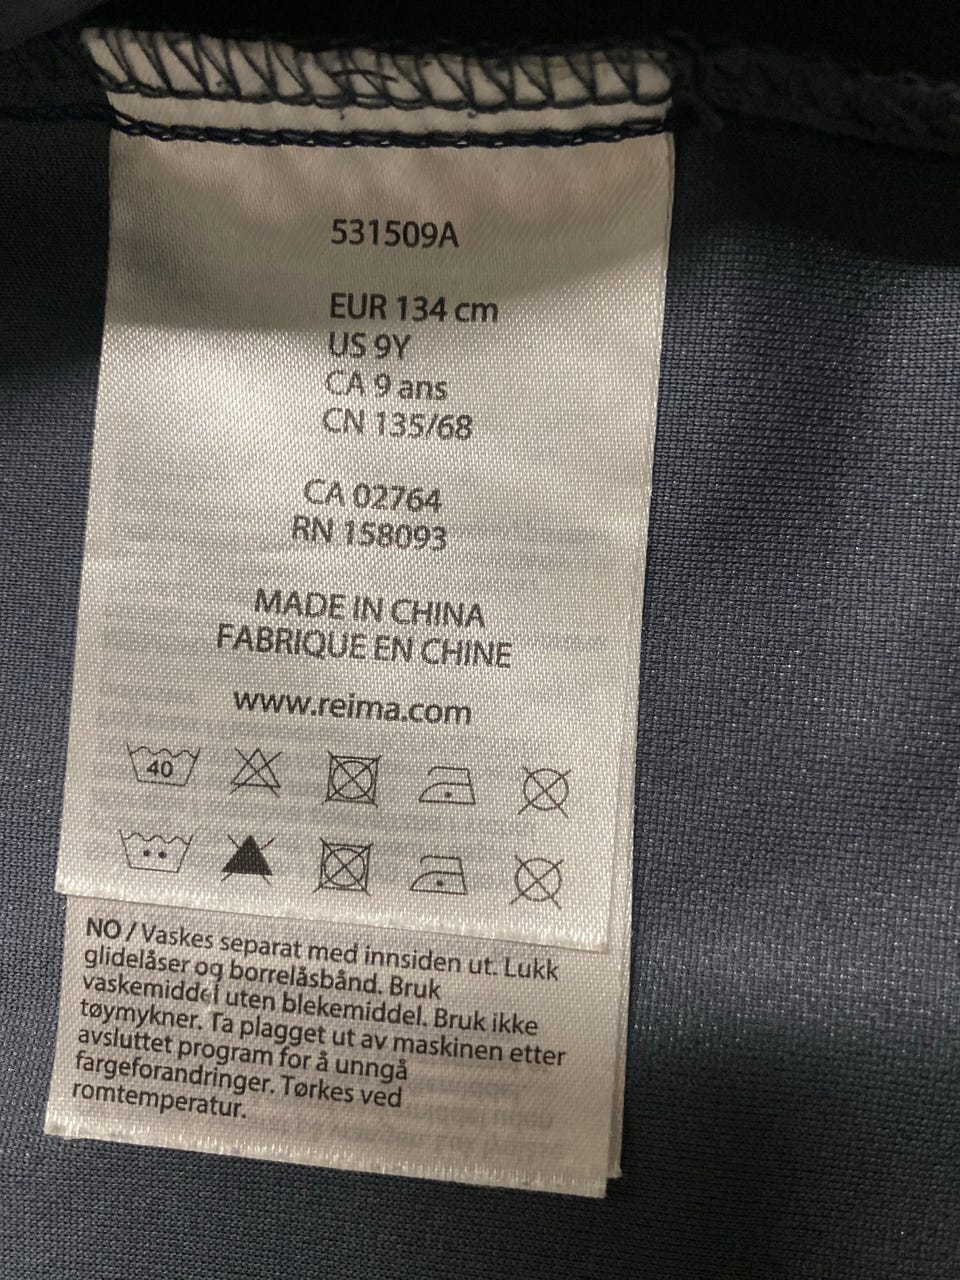 531509A
EUR 134 cm
US 9Y
CA 9 ans
CN 135/68
CA 02764
RN 158093
MADE IN CHINA
FABRIQUE EN CHINE
www.reima.com
40
NO / Vaskes separat med innsiden ut. Lukk
glidelåser og borrelåsbånd. Bruk
vaskemiddel uten blekemiddel. Bruk ikke
tøymykner. Ta plagget ut av maskinen etter
avsluttet program for å unngå
fargeforandringer. Tørkes ved
romtemperatur.